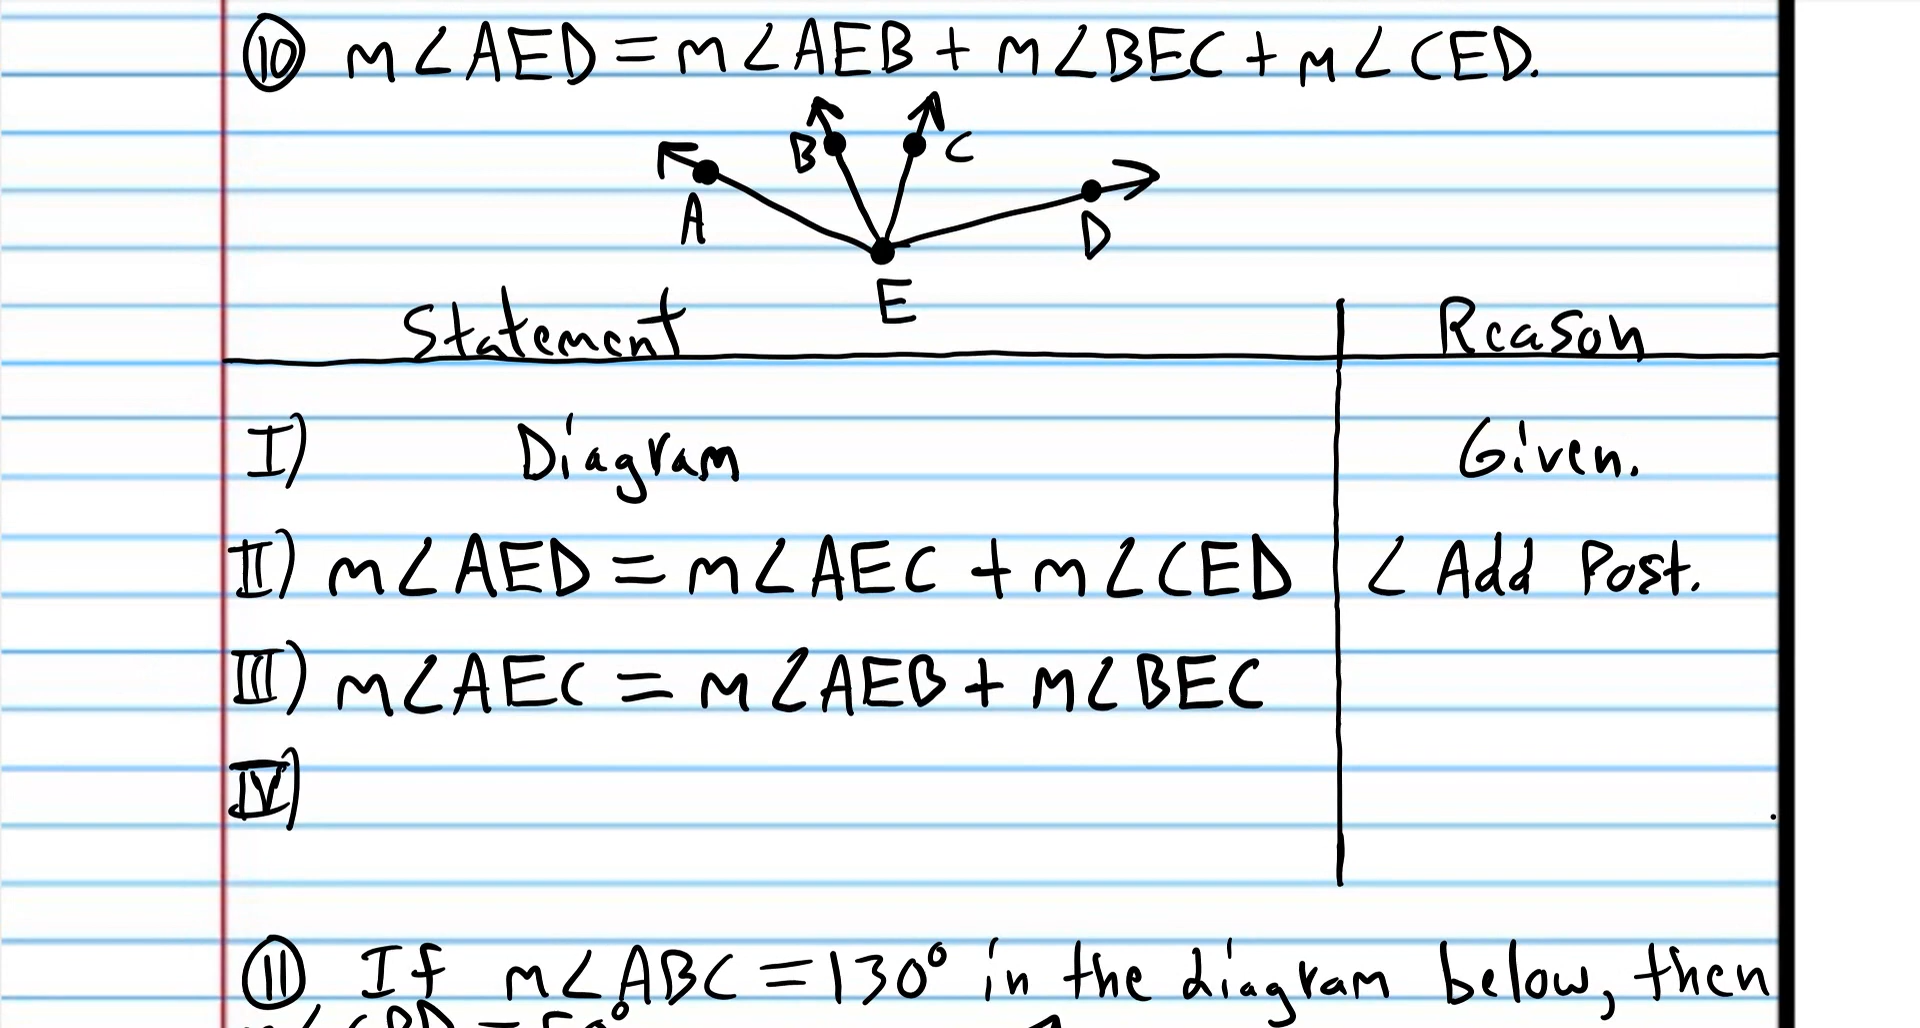 ⑩ m∠AED = m∠AEB + m∠BEC + m∠CED.
B C
A D
E
Statement Reason
I) Diagram Given.
II) m∠AED = m∠AEC + m∠CED ∠ Add Post.
III) m∠AEC = m∠AEB + m∠BEC
IV)
⑪ If m∠ABC = 130° in the diagram below, then